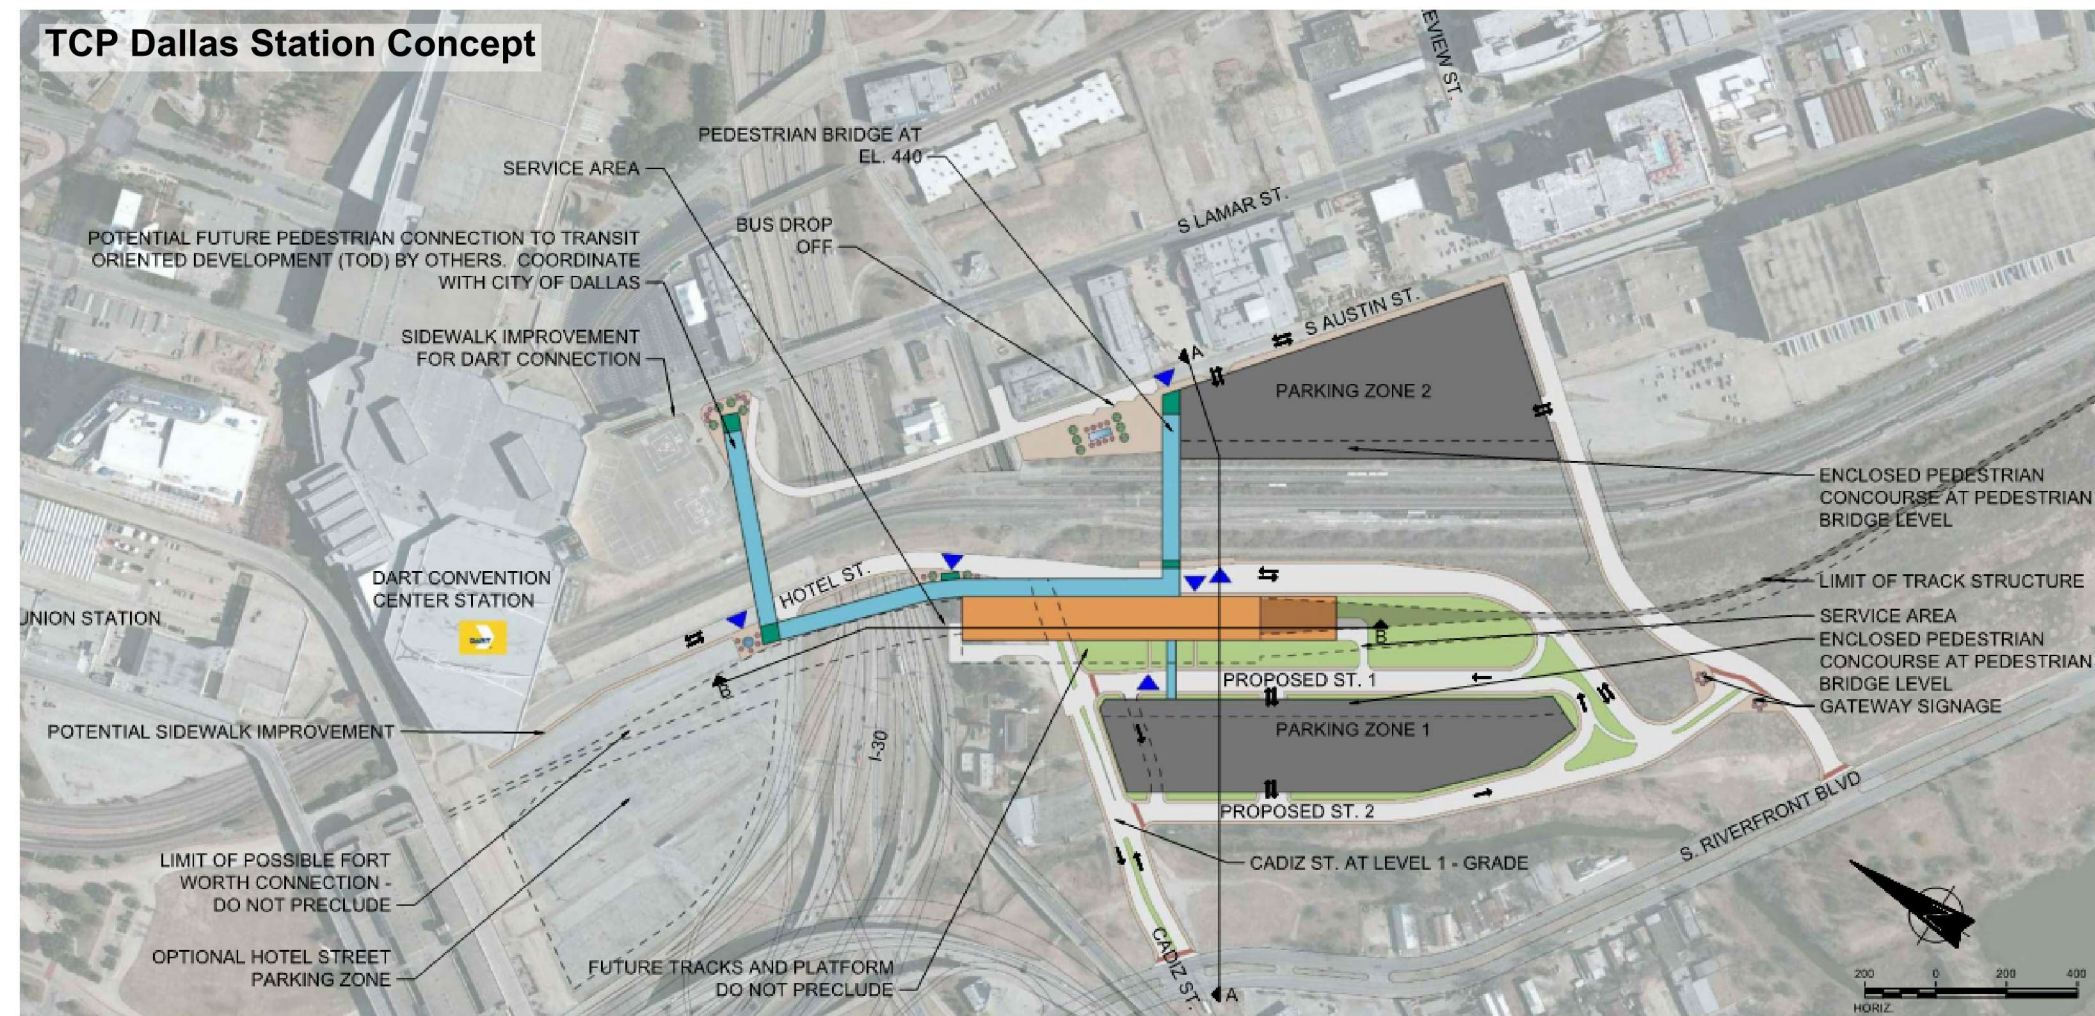 TCP Dallas Station Concept
EVIEW ST.
PEDESTRIAN BRIDGE AT
EL. 440
SERVICE AREA
BUS DROP
OFF
S LAMAR ST.
POTENTIAL FUTURE PEDESTRIAN CONNECTION TO TRANSIT
ORIENTED DEVELOPMENT (TOD) BY OTHERS. COORDINATE
WITH CITY OF DALLAS
SIDEWALK IMPROVEMENT
FOR DART CONNECTION
S AUSTIN ST.
A
PARKING ZONE 2
ENCLOSED PEDESTRIAN
CONCOURSE AT PEDESTRIAN
BRIDGE LEVEL
DART CONVENTION
CENTER STATION
HOTEL ST.
UNION STATION
DART
LIMIT OF TRACK STRUCTURE
SERVICE AREA
B
B
ENCLOSED PEDESTRIAN
CONCOURSE AT PEDESTRIAN
BRIDGE LEVEL
PROPOSED ST. 1
GATEWAY SIGNAGE
POTENTIAL SIDEWALK IMPROVEMENT
I-30
PARKING ZONE 1
PROPOSED ST. 2
S. RIVERFRONT BLVD
LIMIT OF POSSIBLE FORT
WORTH CONNECTION -
DO NOT PRECLUDE
CADIZ ST. AT LEVEL 1 - GRADE
OPTIONAL HOTEL STREET
PARKING ZONE
FUTURE TRACKS AND PLATFORM
DO NOT PRECLUDE
CADIZ ST.
A
200 0 200 400
HORIZ.